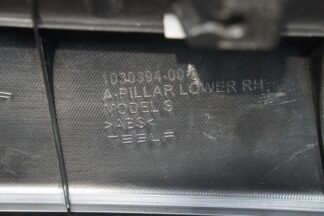 1030394-00-
A-PILLAR LOWER RH
MODEL S
>ABS<
TESLA